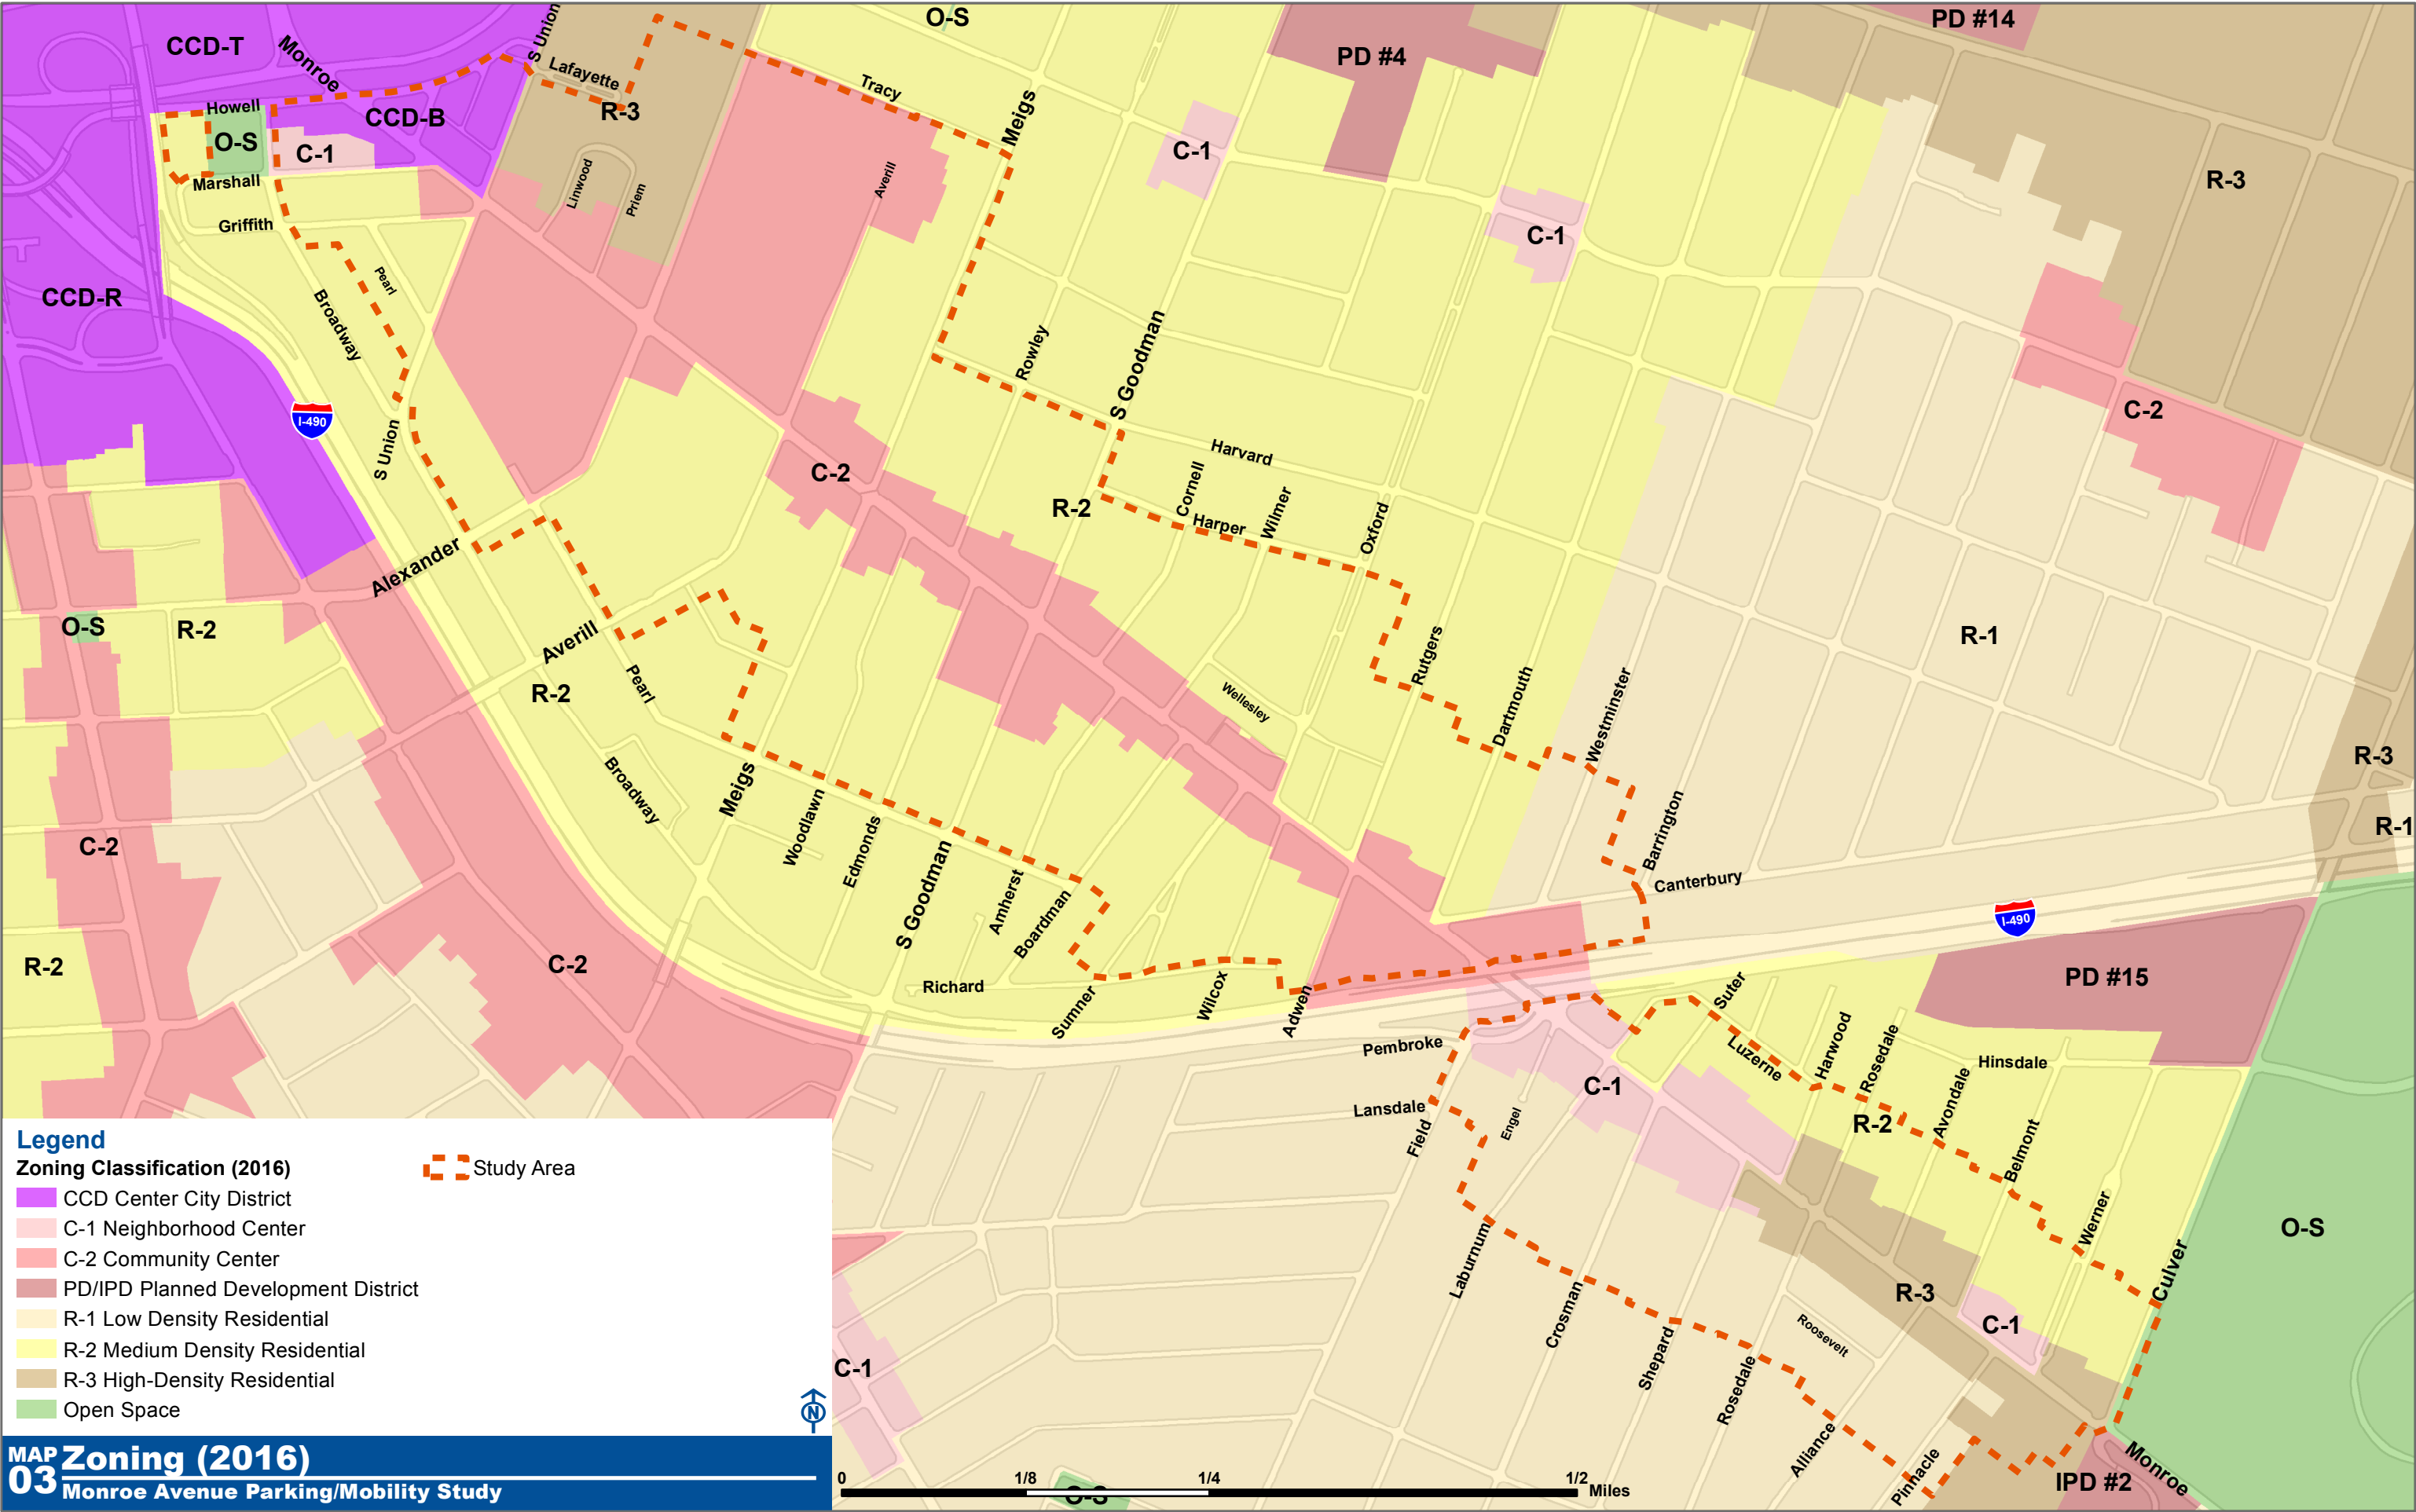 O-S
PD #14
CCD-T
Monroe
S Union
PD #4
Lafayette
Tracy
Meigs
Howell
CCD-B
R-3
O-S
C-1
C-1
Marshall
Linwood
Priem
Averill
R-3
Griffith
C-1
Pearl
CCD-R
Broadway
Rowley
S Goodman
C-2
I-490
S Union
Harvard
C-2
Cornell
R-2
Wilmer
Harper
Oxford
Alexander
O-S
R-2
Averill
R-1
Rutgers
R-2
Pearl
Wellesley
Dartmouth
Westminster
R-3
Broadway
Meigs
Woodlawn
Edmonds
Barrington
R-1
C-2
S Goodman
Amherst
Boardman
Canterbury
I-490
R-2
C-2
Richard
Sumner
Wilcox
Adwen
PD #15
Suter
Pembroke
Luzerne
Harwood
Rosedale
Hinsdale
C-1
Avondale
Lansdale
Field
Engel
R-2
Belmont
Werner
O-S
Laburnum
Culver
Crosman
R-3
C-1
Shepard
Rosedale
Roosevelt
C-1
Alliance
Pinnacle
IPD #2
Monroe
O-S
Legend
Zoning Classification (2016)
Study Area
CCD Center City District
C-1 Neighborhood Center
C-2 Community Center
PD/IPD Planned Development District
R-1 Low Density Residential
R-2 Medium Density Residential
R-3 High-Density Residential
Open Space
N
MAP
03
Zoning (2016)
Monroe Avenue Parking/Mobility Study
0 1/8 1/4 1/2
Miles